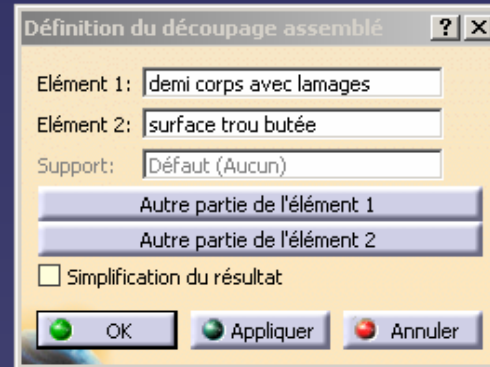 Définition du découpage assemblé
Elément 1: demi corps avec lamages
Elément 2: surface trou butée
Support: Défaut (Aucun)
Autre partie de l'élément 1
Autre partie de l'élément 2
Simplification du résultat
OK Appliquer Annuler